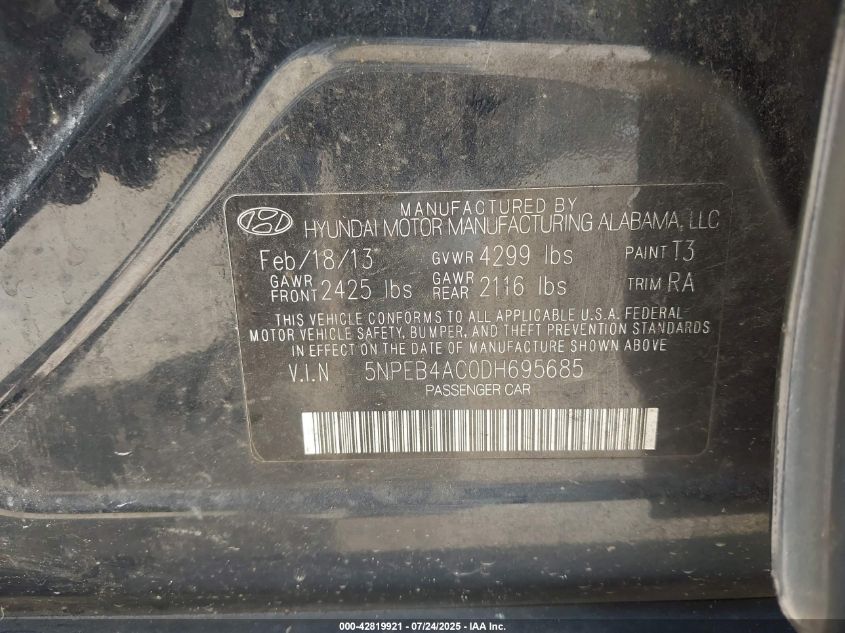 MANUFACTURED BY
HYUNDAI MOTOR MANUFACTURING ALABAMA, LLC
Feb/18/13 GVWR 4299 lbs PAINT T3
GAWR FRONT 2425 lbs GAWR REAR 2116 lbs TRIM RA
THIS VEHICLE CONFORMS TO ALL APPLICABLE U.S.A. FEDERAL
MOTOR VEHICLE SAFETY, BUMPER, AND THEFT PREVENTION STANDARDS
IN EFFECT ON THE DATE OF MANUFACTURE SHOWN ABOVE
V.I.N 5NPEB4AC0DH695685
PASSENGER CAR
000-42819921 - 07/24/2025 - IAA Inc.